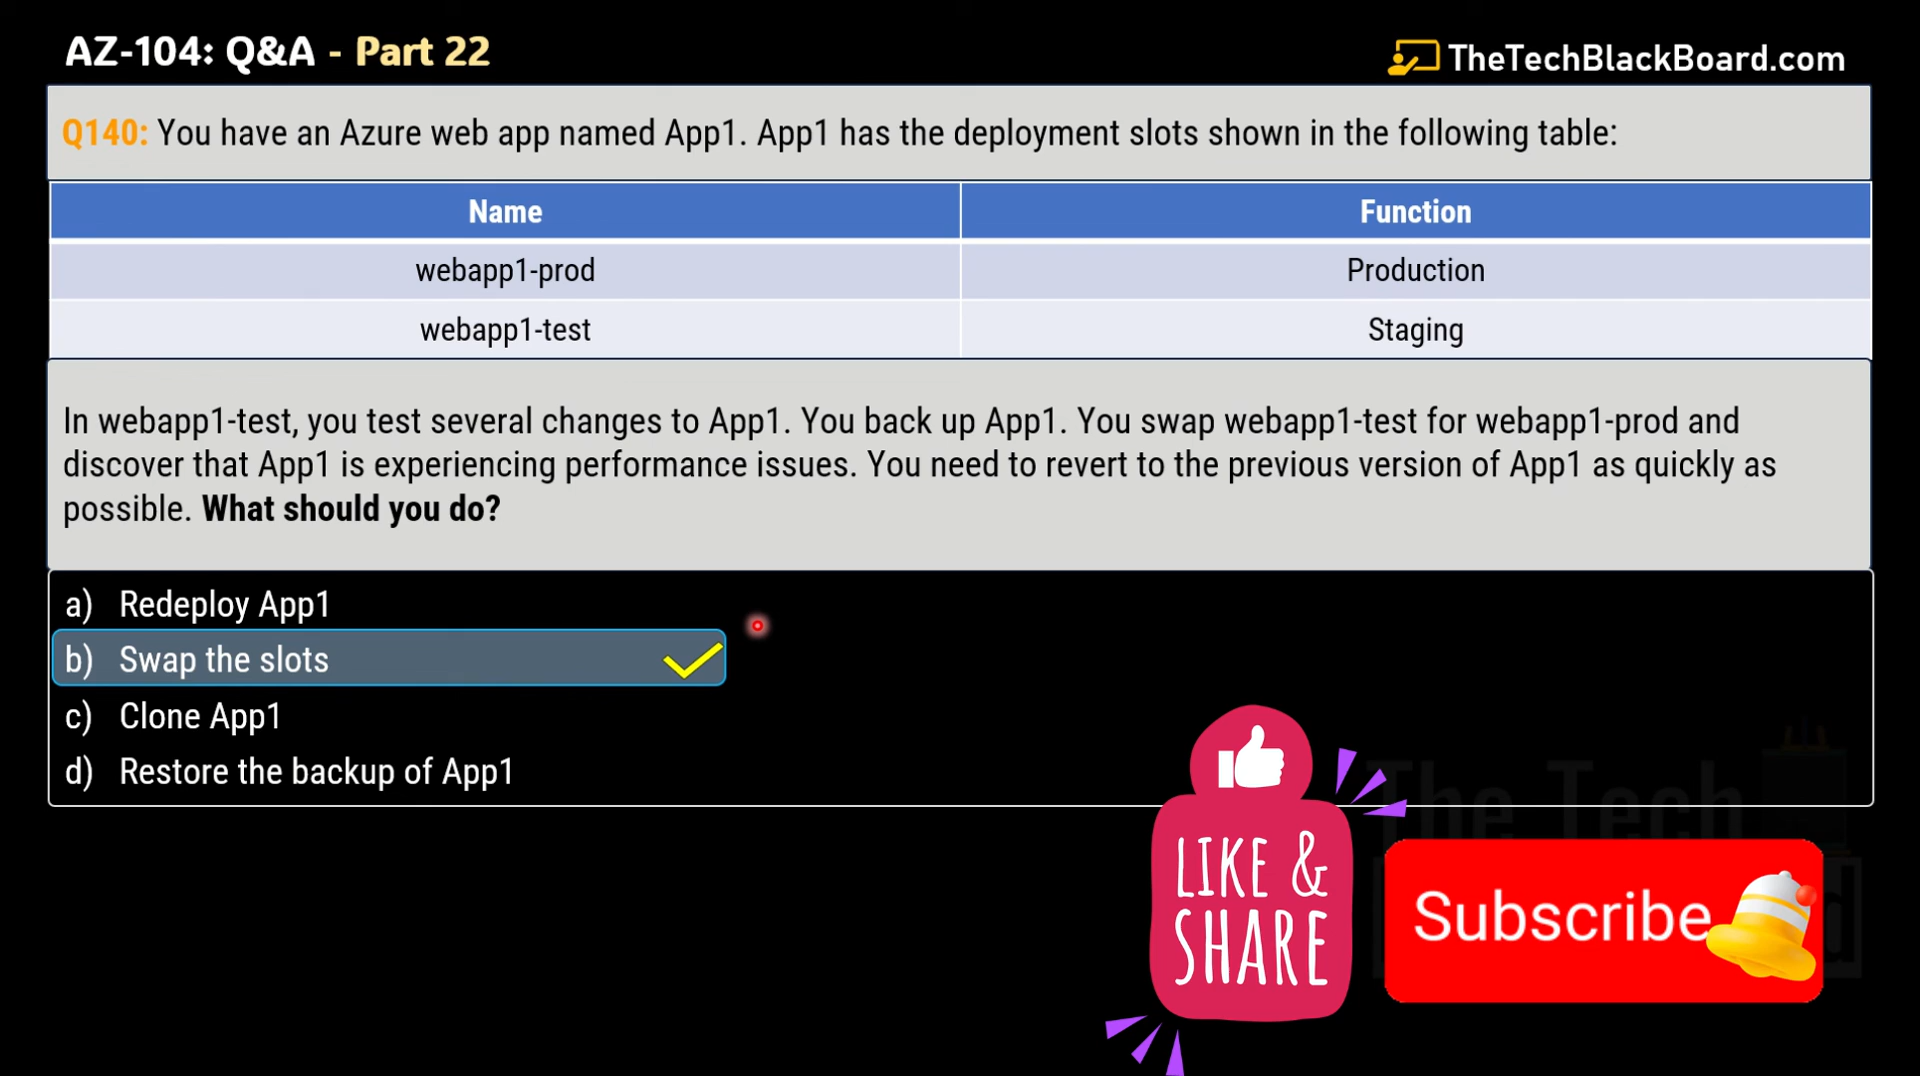 AZ-104: Q&A - Part 22
TheTechBlackBoard.com
Q140: You have an Azure web app named App1. App1 has the deployment slots shown in the following table:
Name Function
webapp1-prod Production
webapp1-test Staging
In webapp1-test, you test several changes to App1. You back up App1. You swap webapp1-test for webapp1-prod and
discover that App1 is experiencing performance issues. You need to revert to the previous version of App1 as quickly as
possible. What should you do?
a) Redeploy App1
b) Swap the slots
c) Clone App1
d) Restore the backup of App1
The Tech
LIKE &
SHARE
Subscribe